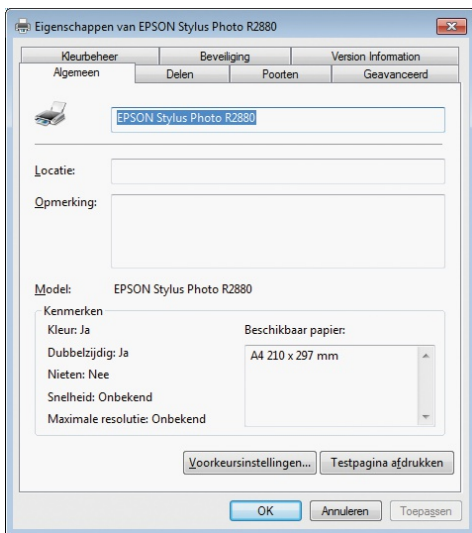 Eigenschappen van EPSON Stylus Photo R2880
Kleurbeheer Beveiliging Version Information
Algemeen Delen Poorten Geavanceerd
EPSON Stylus Photo R2880
Locatie:
Opmerking:
Model: EPSON Stylus Photo R2880
Kenmerken
Kleur: Ja Beschikbaar papier:
Dubbelzijdig: Ja A4 210 x 297 mm
Nieten: Nee
Snelheid: Onbekend
Maximale resolutie: Onbekend
Voorkeursinstellingen... Testpagina afdrukken
OK Annuleren Toepassen